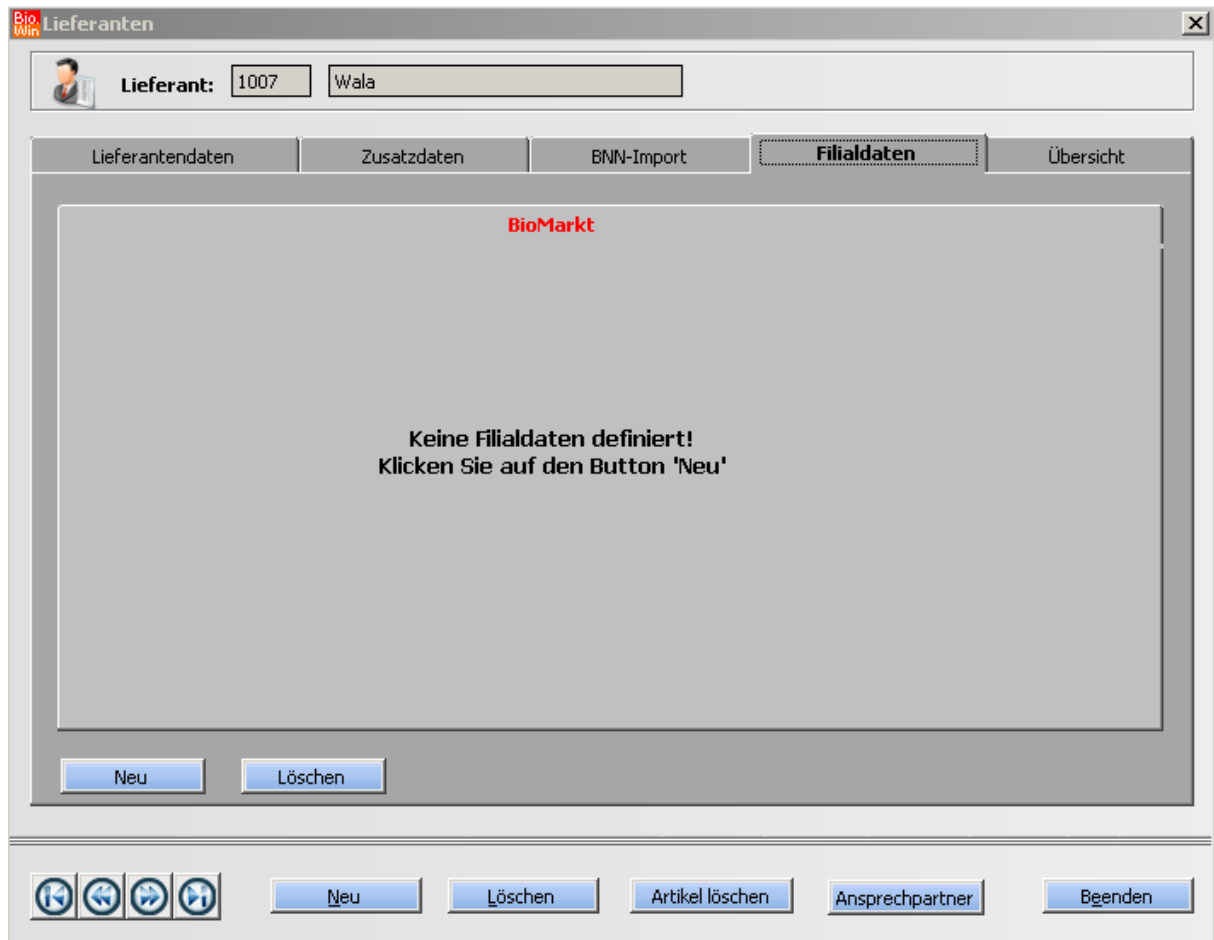 Bio.
Win
Lieferanten
Lieferant: 1007 Wala
Lieferantendaten Zusatzdaten BNN-Import Filialdaten Übersicht
BioMarkt
Keine Filialdaten definiert!
Klicken Sie auf den Button 'Neu'
Neu Löschen
Neu Löschen Artikel löschen Ansprechpartner Beenden